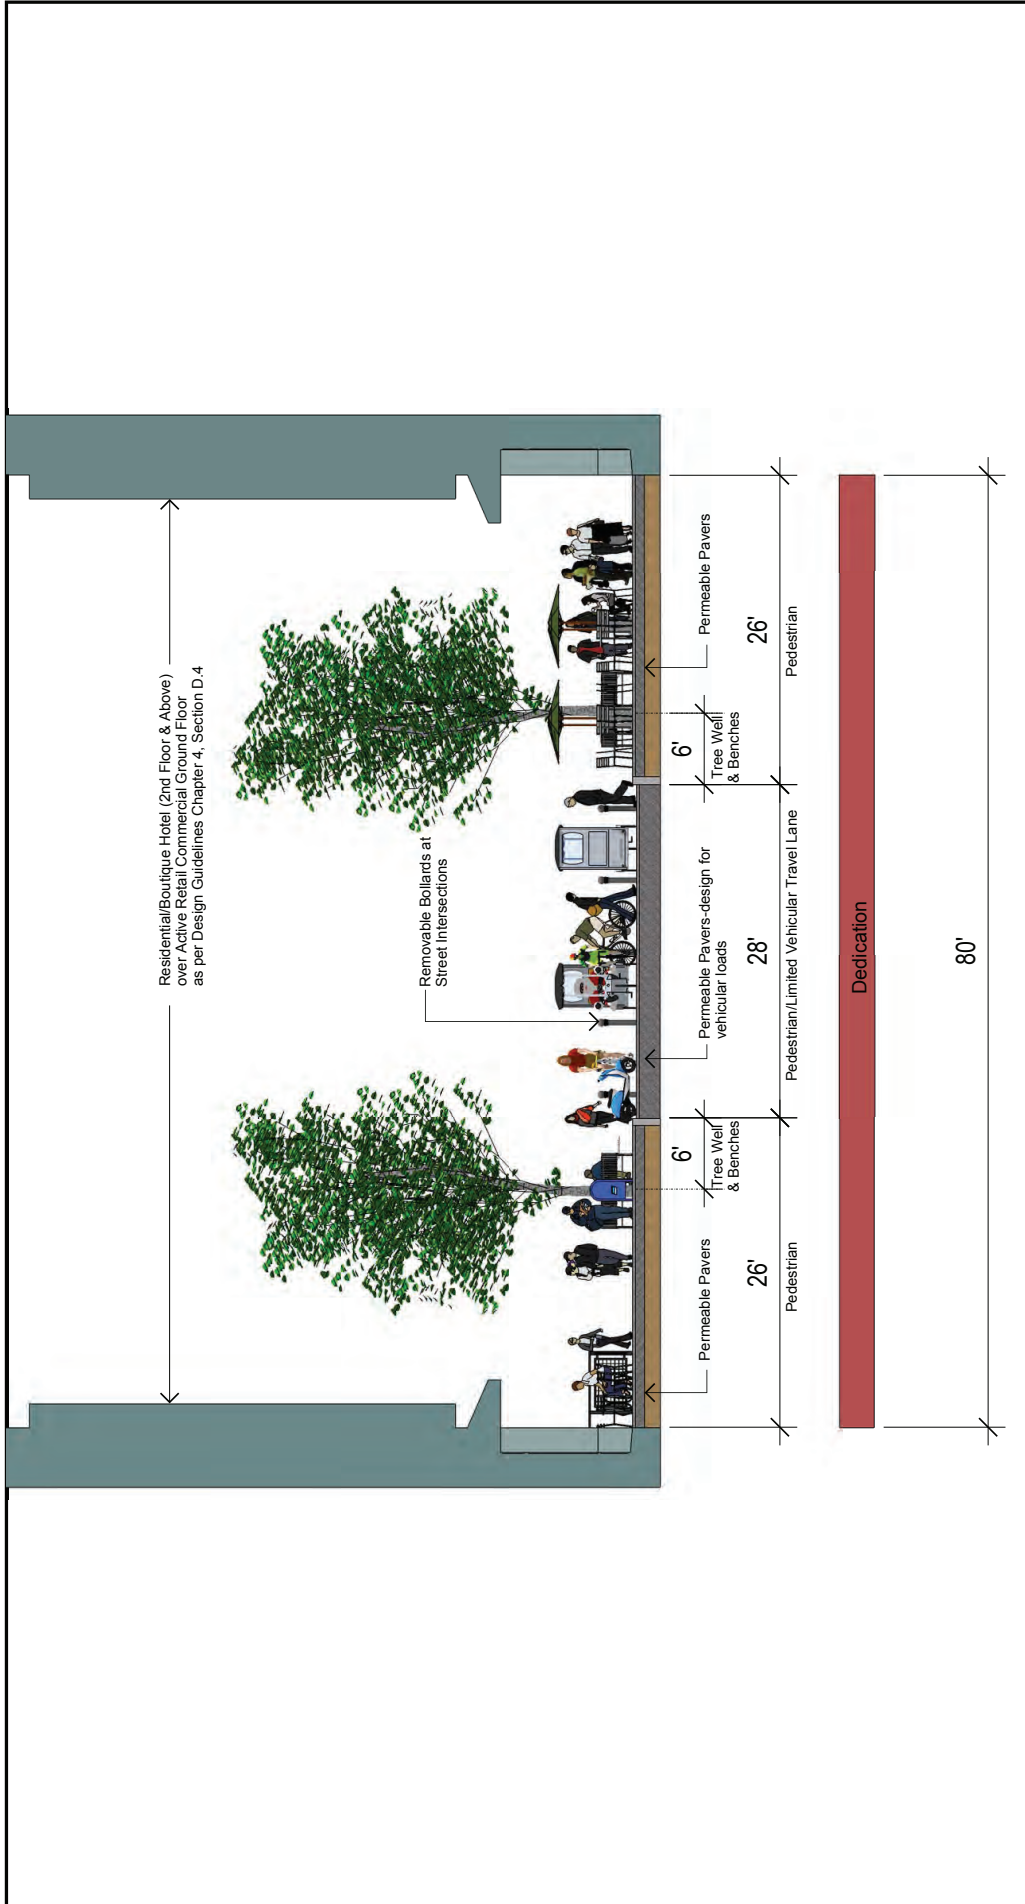 Residential/Boutique Hotel (2nd Floor & Above)
over Active Retail Commercial Ground Floor
as per Design Guidelines Chapter 4, Section D.4
Removable Bollards at
Street Intersections
Permeable Pavers
6'
Tree Well
& Benches
Permeable Pavers-design for
vehicular loads
6'
Tree Well
& Benches
Permeable Pavers
26'
Pedestrian
28'
Pedestrian/Limited Vehicular Travel Lane
26'
Pedestrian
Dedication
80'